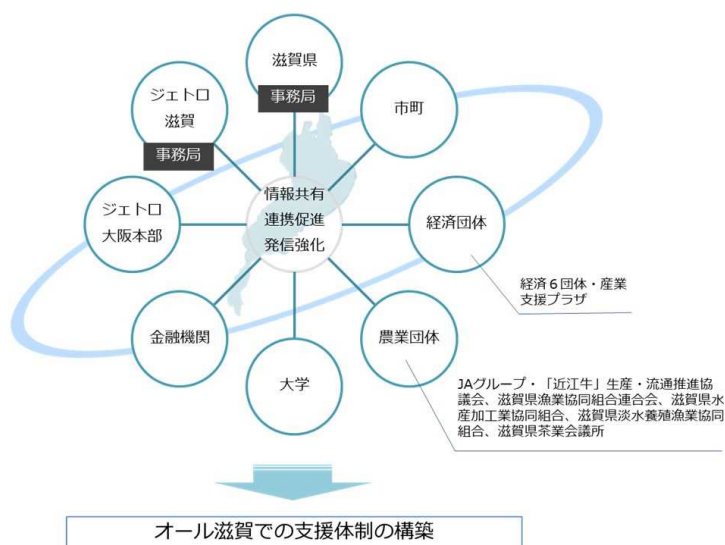 滋賀県
事務局
ジェトロ
滋賀
事務局
市町
ジェトロ
大阪本部
情報共有
連携促進
発信強化
経済団体
経済６団体・産業
支援プラザ
金融機関
大学
農業団体
JAグループ・「近江牛」生産・流通推進協
議会、滋賀県漁業協同組合連合会、滋賀県水
産加工業協同組合、滋賀県淡水養殖漁業協同
組合、滋賀県茶業会議所
オール滋賀での支援体制の構築